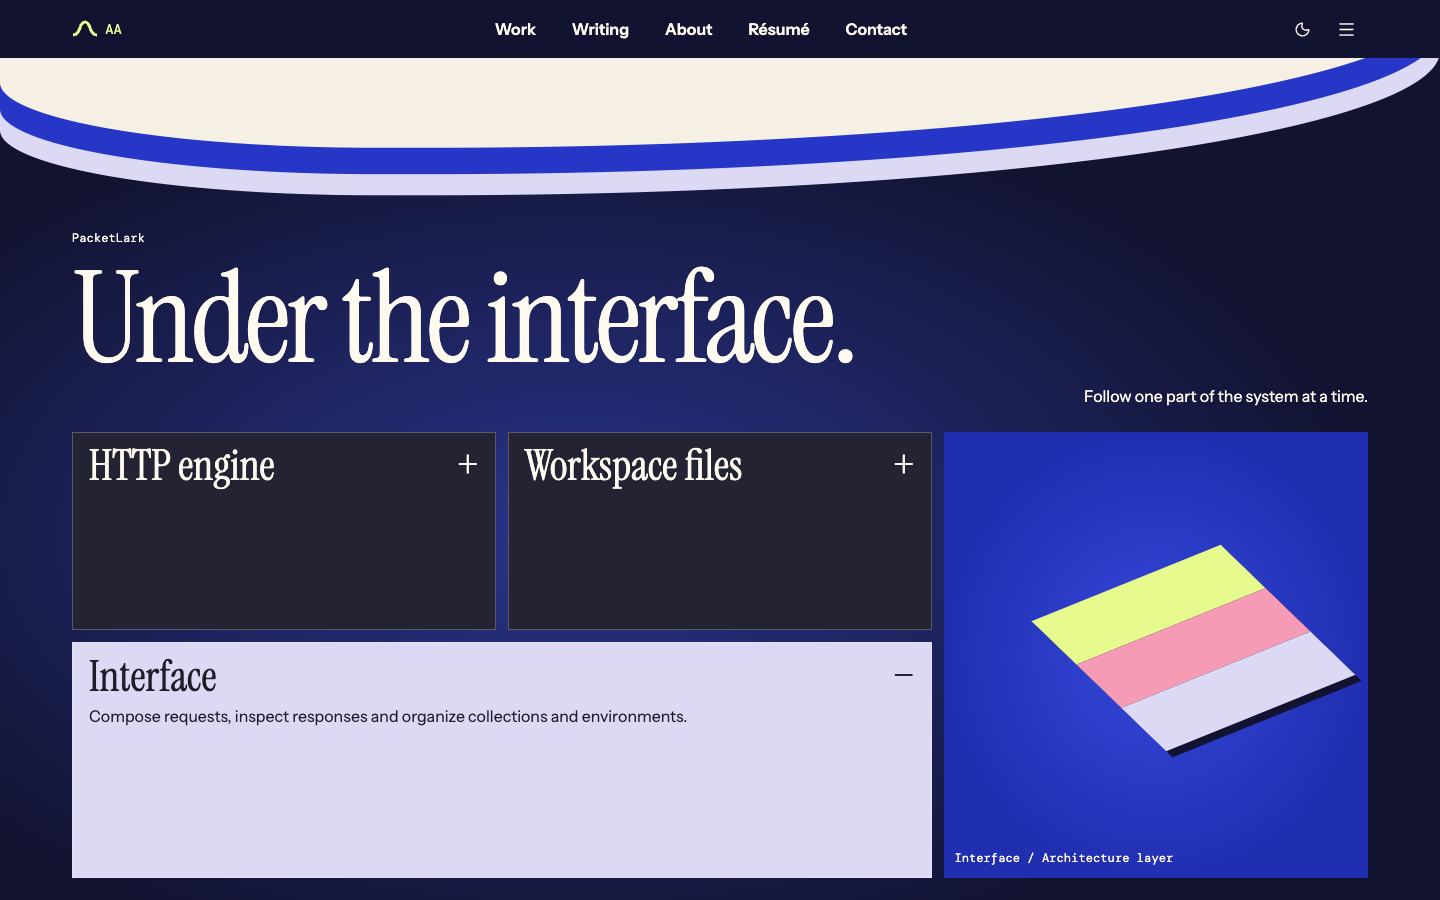 AA
Work
Writing
About
Résumé
Contact
PacketLark
Under the interface.
Follow one part of the system at a time.
HTTP engine
Workspace files
Interface
Compose requests, inspect responses and organize collections and environments.
Interface / Architecture layer